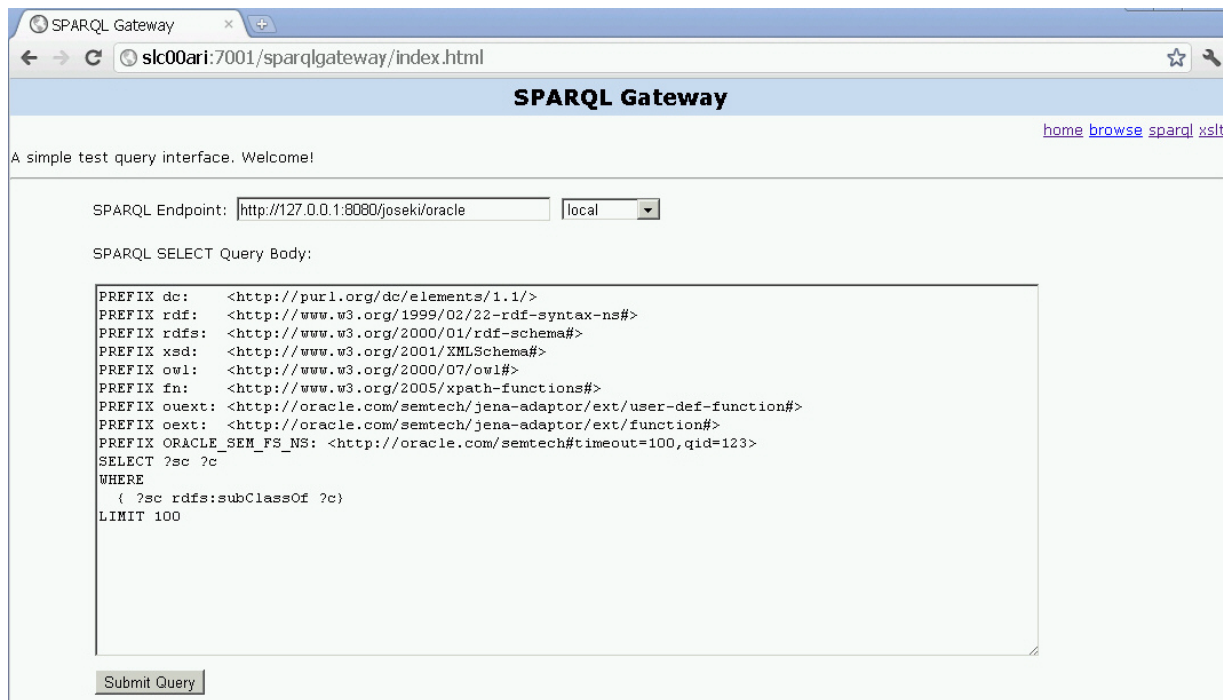 SPARQL Gateway
slc00ari:7001/sparqlgateway/index.html
SPARQL Gateway
home browse sparql xslt
A simple test query interface. Welcome!
SPARQL Endpoint: http://127.0.0.1:8080/joseki/oracle local
SPARQL SELECT Query Body:
PREFIX dc:    <http://purl.org/dc/elements/1.1/>
PREFIX rdf:   <http://www.w3.org/1999/02/22-rdf-syntax-ns#>
PREFIX rdfs:  <http://www.w3.org/2000/01/rdf-schema#>
PREFIX xsd:   <http://www.w3.org/2001/XMLSchema#>
PREFIX owl:   <http://www.w3.org/2000/07/owl#>
PREFIX fn:    <http://www.w3.org/2005/xpath-functions#>
PREFIX ouext: <http://oracle.com/semtech/jena-adaptor/ext/user-def-function#>
PREFIX oext:  <http://oracle.com/semtech/jena-adaptor/ext/function#>
PREFIX ORACLE_SEM_FS_NS: <http://oracle.com/semtech#timeout=100,qid=123>
SELECT ?sc ?c
WHERE
  { ?sc rdfs:subClassOf ?c}
LIMIT 100
Submit Query